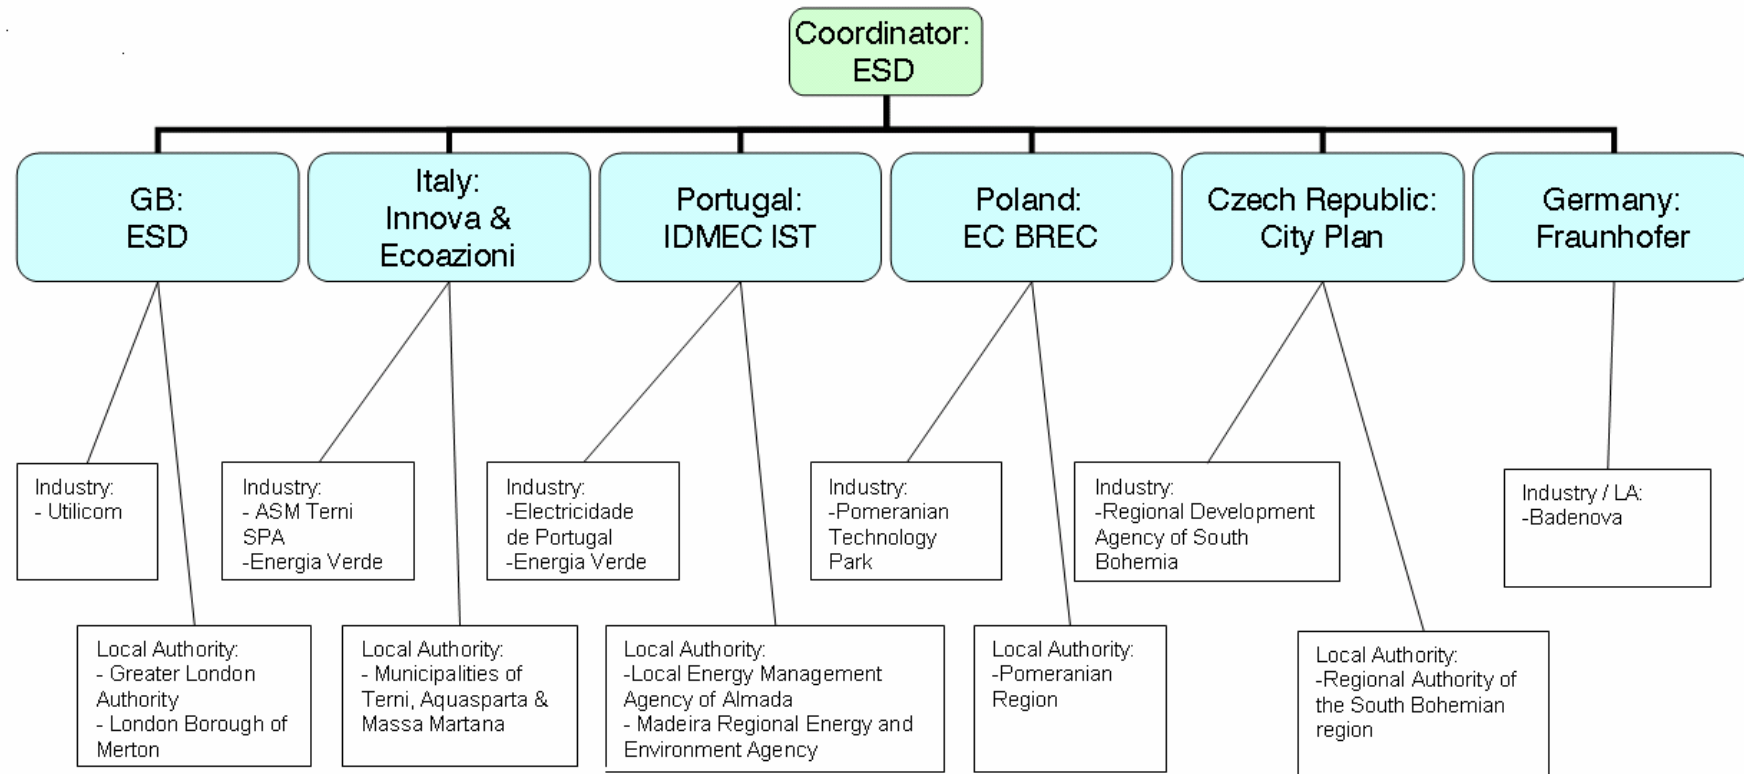 Coordinator:
ESD
GB:
ESD
Italy:
Innova &
Ecoazioni
Portugal:
IDMEC IST
Poland:
EC BREC
Czech Republic:
City Plan
Germany:
Fraunhofer
Industry:
- Utilicom
Industry:
- ASM Terni
SPA
-Energia Verde
Industry:
-Electricidade
de Portugal
-Energia Verde
Industry:
-Pomeranian
Technology
Park
Industry:
-Regional Development
Agency of South
Bohemia
Industry / LA:
-Badenova
Local Authority:
- Greater London
Authority
- London Borough of
Merton
Local Authority:
- Municipalities of
Terni, Aquasparta &
Massa Martana
Local Authority:
-Local Energy Management
Agency of Almada
- Madeira Regional Energy and
Environment Agency
Local Authority:
-Pomeranian
Region
Local Authority:
-Regional Authority of
the South Bohemian
region